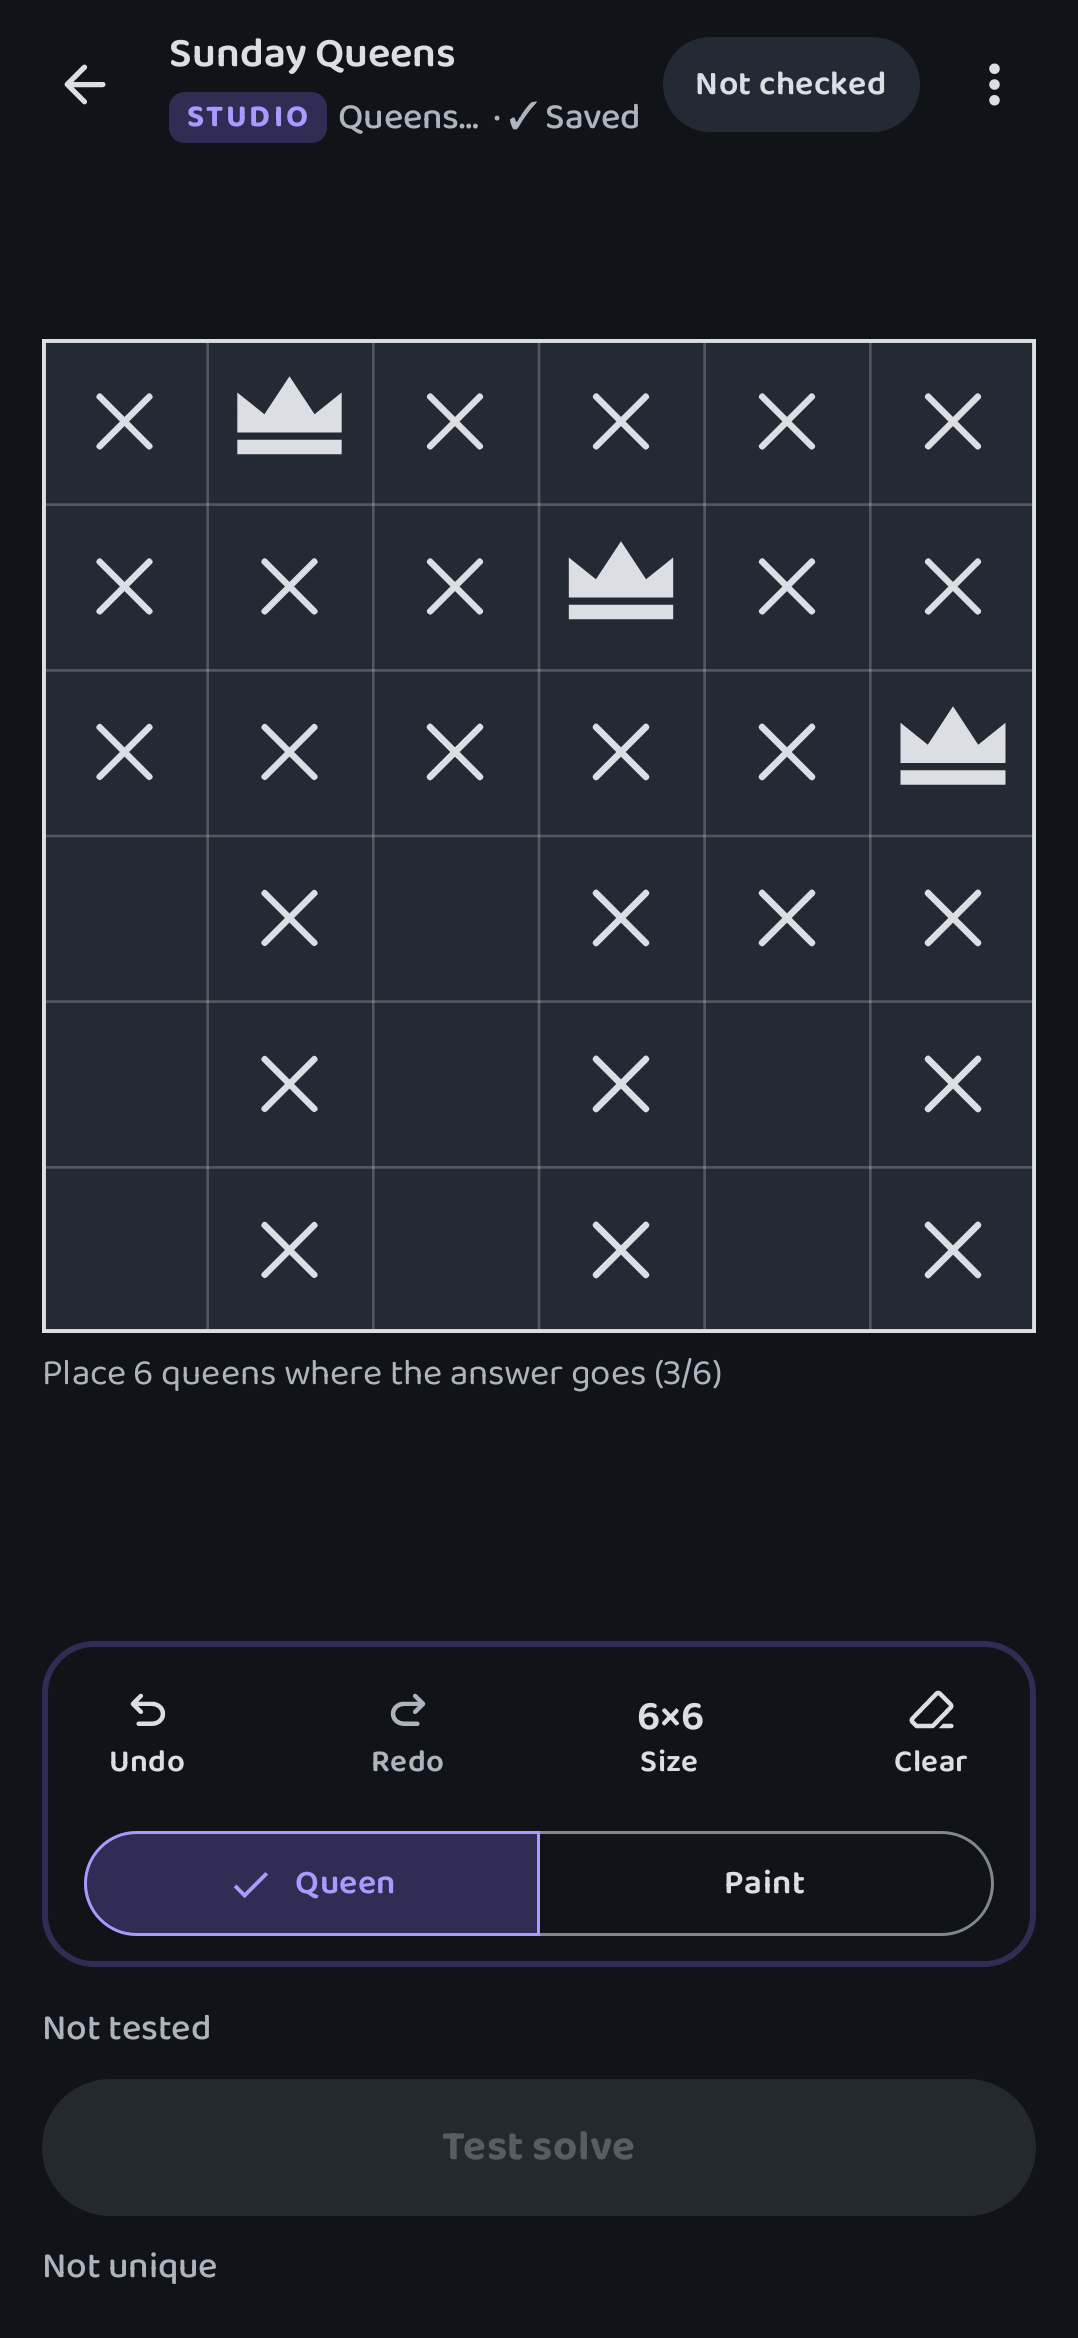 Sunday Queens
STUDIO Queens... · ✓ Saved
Not checked
Place 6 queens where the answer goes (3/6)
Undo
Redo
6×6
Size
Clear
Queen
Paint
Not tested
Test solve
Not unique